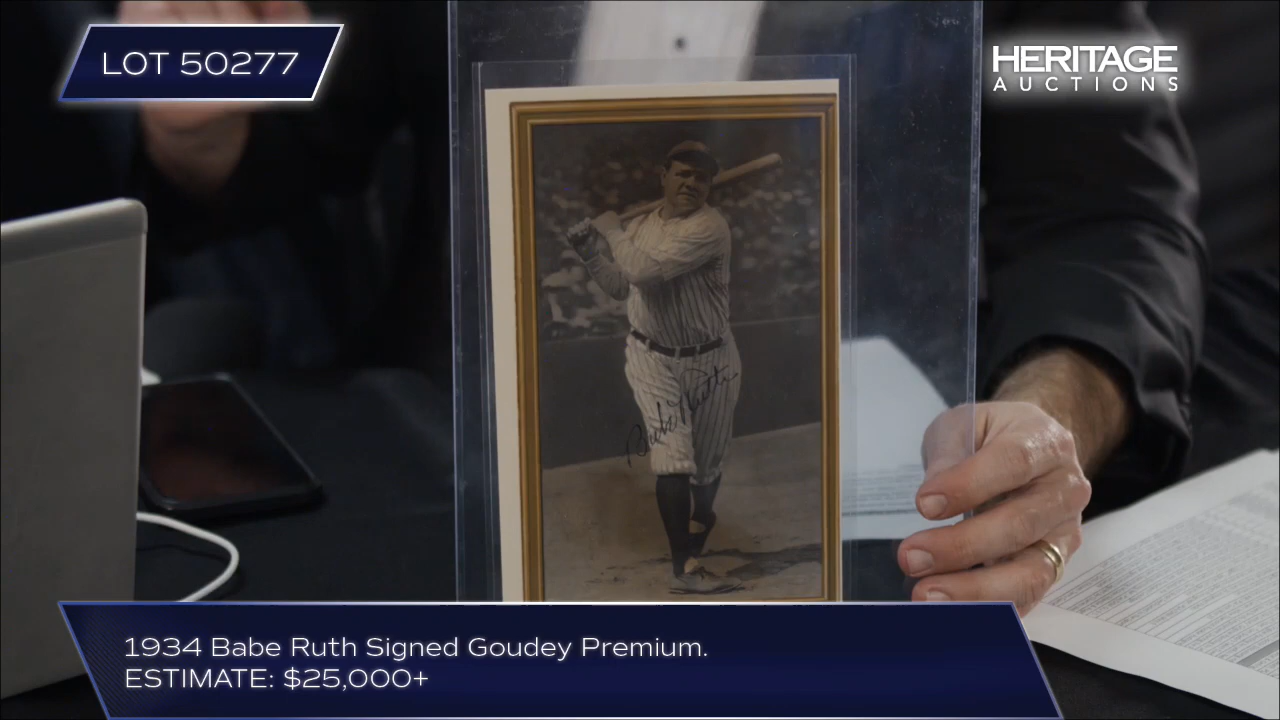 LOT 50277
HERITAGE
AUCTIONS
Babe Ruth
1934 Babe Ruth Signed Goudey Premium.
ESTIMATE: $25,000+